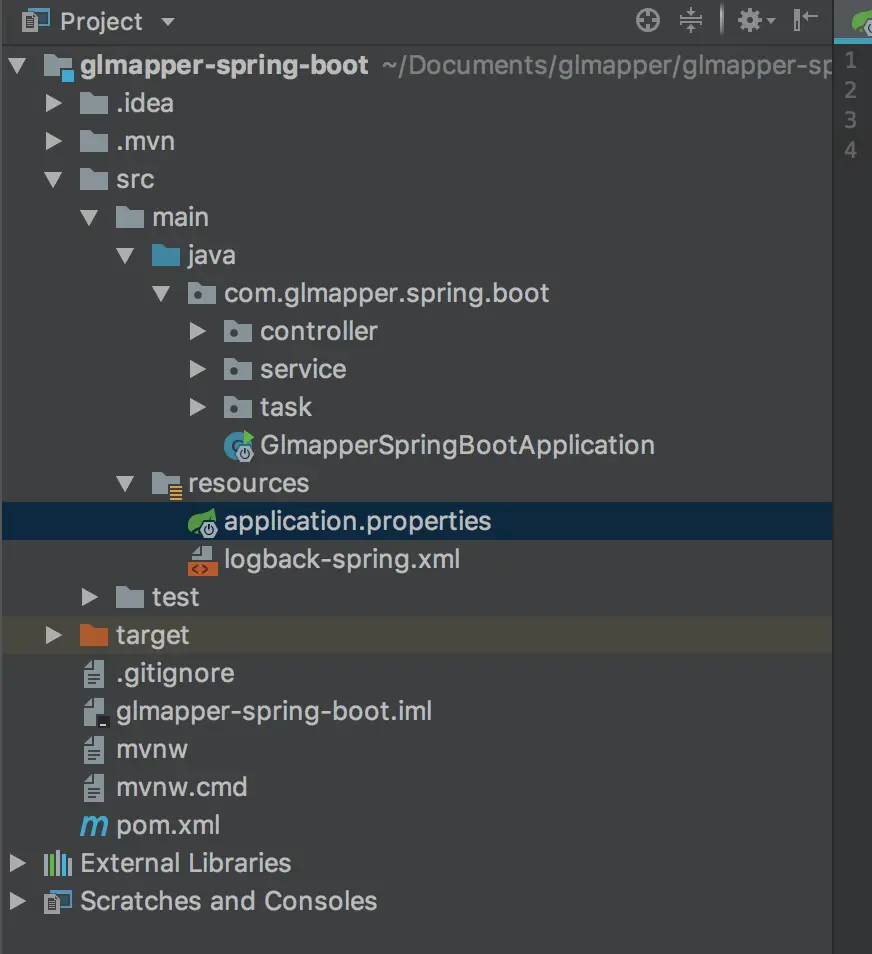 Project
glmapper-spring-boot ~/Documents/glmapper/glmapper-sp
.idea
.mvn
src
main
java
com.glmapper.spring.boot
controller
service
task
GlmapperSpringBootApplication
resources
application.properties
logback-spring.xml
test
target
.gitignore
glmapper-spring-boot.iml
mvnw
mvnw.cmd
pom.xml
External Libraries
Scratches and Consoles
1
2
3
4